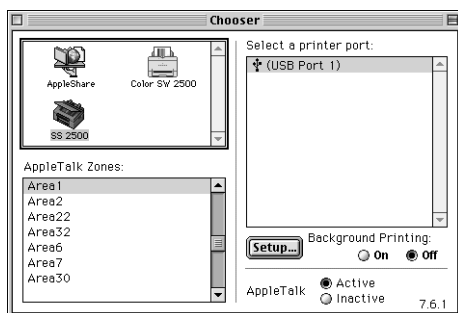 Chooser
AppleShare
Color SW 2500
SS 2500
AppleTalk Zones:
Area1
Area2
Area22
Area32
Area6
Area7
Area30
Select a printer port:
(USB Port 1)
Setup...
Background Printing:
On Off
AppleTalk
Active
Inactive
7.6.1